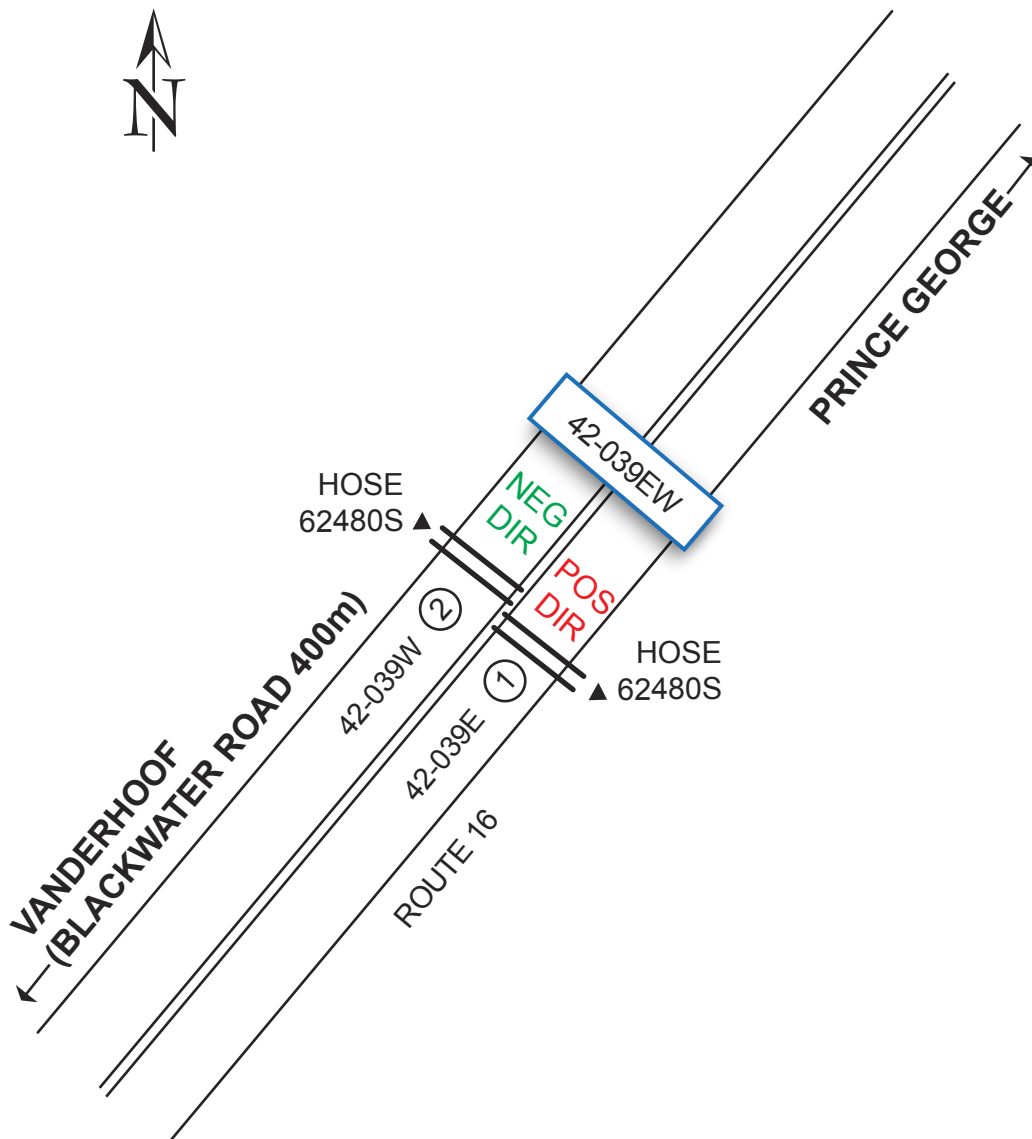 N
PRINCE GEORGE
42-039EW
HOSE
62480S ▲
NEG
DIR
POS
DIR
HOSE
▲ 62480S
42-039W 2
42-039E 1
VANDERHOOF
(BLACKWATER ROAD 400m)
ROUTE 16